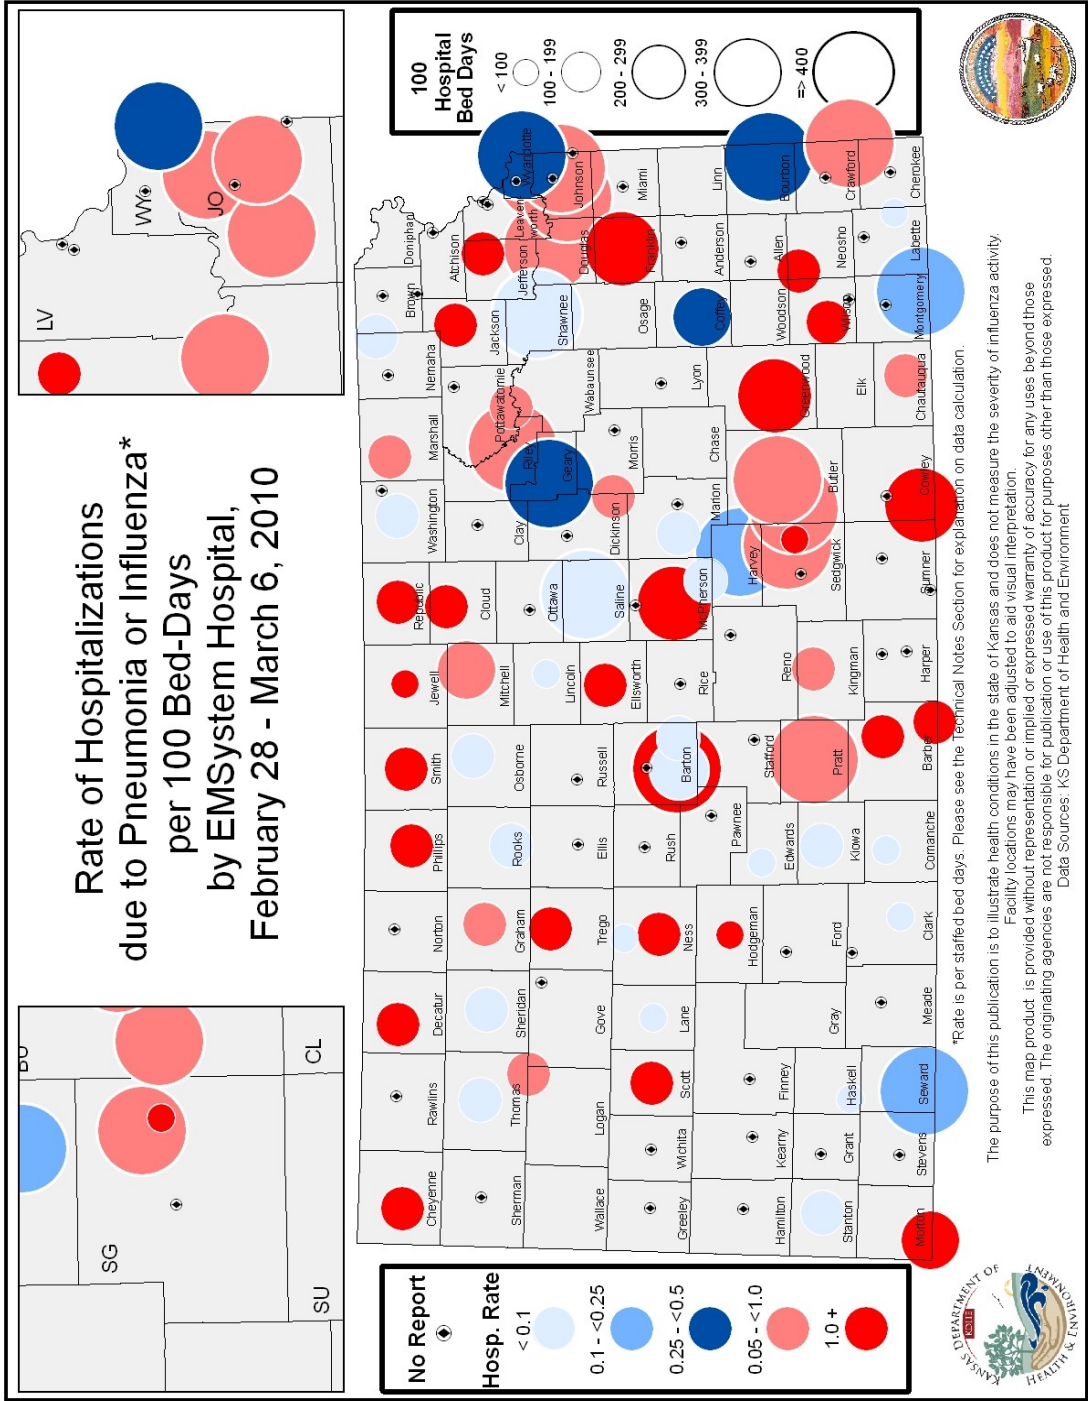 Rate of Hospitalizations
due to Pneumonia or Influenza*
per 100 Bed-Days
by EMSystem Hospital,
February 28 - March 6, 2010
SG
SU
CL
LV
WY
JO
No Report
Hosp. Rate
< 0.1
0.1 - <0.25
0.25 - <0.5
0.05 - <1.0
1.0 +
100
Hospital
Bed Days
< 100
100 - 199
200 - 299
300 - 399
=> 400
Cheyenne
Rawlins
Decatur
Norton
Phillips
Smith
Jewell
Republic
Washington
Marshall
Nemaha
Brown
Doniphan
Sherman
Thomas
Sheridan
Graham
Rooks
Osborne
Mitchell
Cloud
Clay
Riley
Pottawatomie
Jackson
Atchison
Jefferson
Leaven
worth
Wyandotte
Wallace
Logan
Gove
Trego
Ellis
Russell
Lincoln
Ottawa
Saline
Dickinson
Geary
Morris
Wabaunsee
Shawnee
Osage
Douglas
Johnson
Franklin
Miami
Greeley
Wichita
Scott
Lane
Ness
Rush
Barton
Ellsworth
Rice
McPherson
Marion
Chase
Lyon
Coffey
Anderson
Linn
Hamilton
Kearny
Finney
Hodgeman
Pawnee
Stafford
Reno
Harvey
Butler
Greenwood
Woodson
Allen
Bourbon
Stanton
Grant
Haskell
Gray
Ford
Edwards
Kiowa
Pratt
Kingman
Sedgwick
Elk
Wilson
Neosho
Crawford
Morton
Stevens
Seward
Meade
Clark
Comanche
Barber
Harper
Sumner
Cowley
Chautauqua
Montgomery
Labette
Cherokee
*Rate is per staffed bed days. Please see the Technical Notes Section for explanation on data calculation.
The purpose of this publication is to illustrate health conditions in the state of Kansas and does not measure the severity of influenza activity.
Facility locations may have been adjusted to aid visual interpretation.
This map product is provided without representation or implied or expressed warranty of accuracy for any uses beyond those
expressed. The originating agencies are not responsible for publication or use of this product for purposes other than those expressed.
Data Sources: KS Department of Health and Environment
KANSAS DEPARTMENT OF
HEALTH & ENVIRONMENT